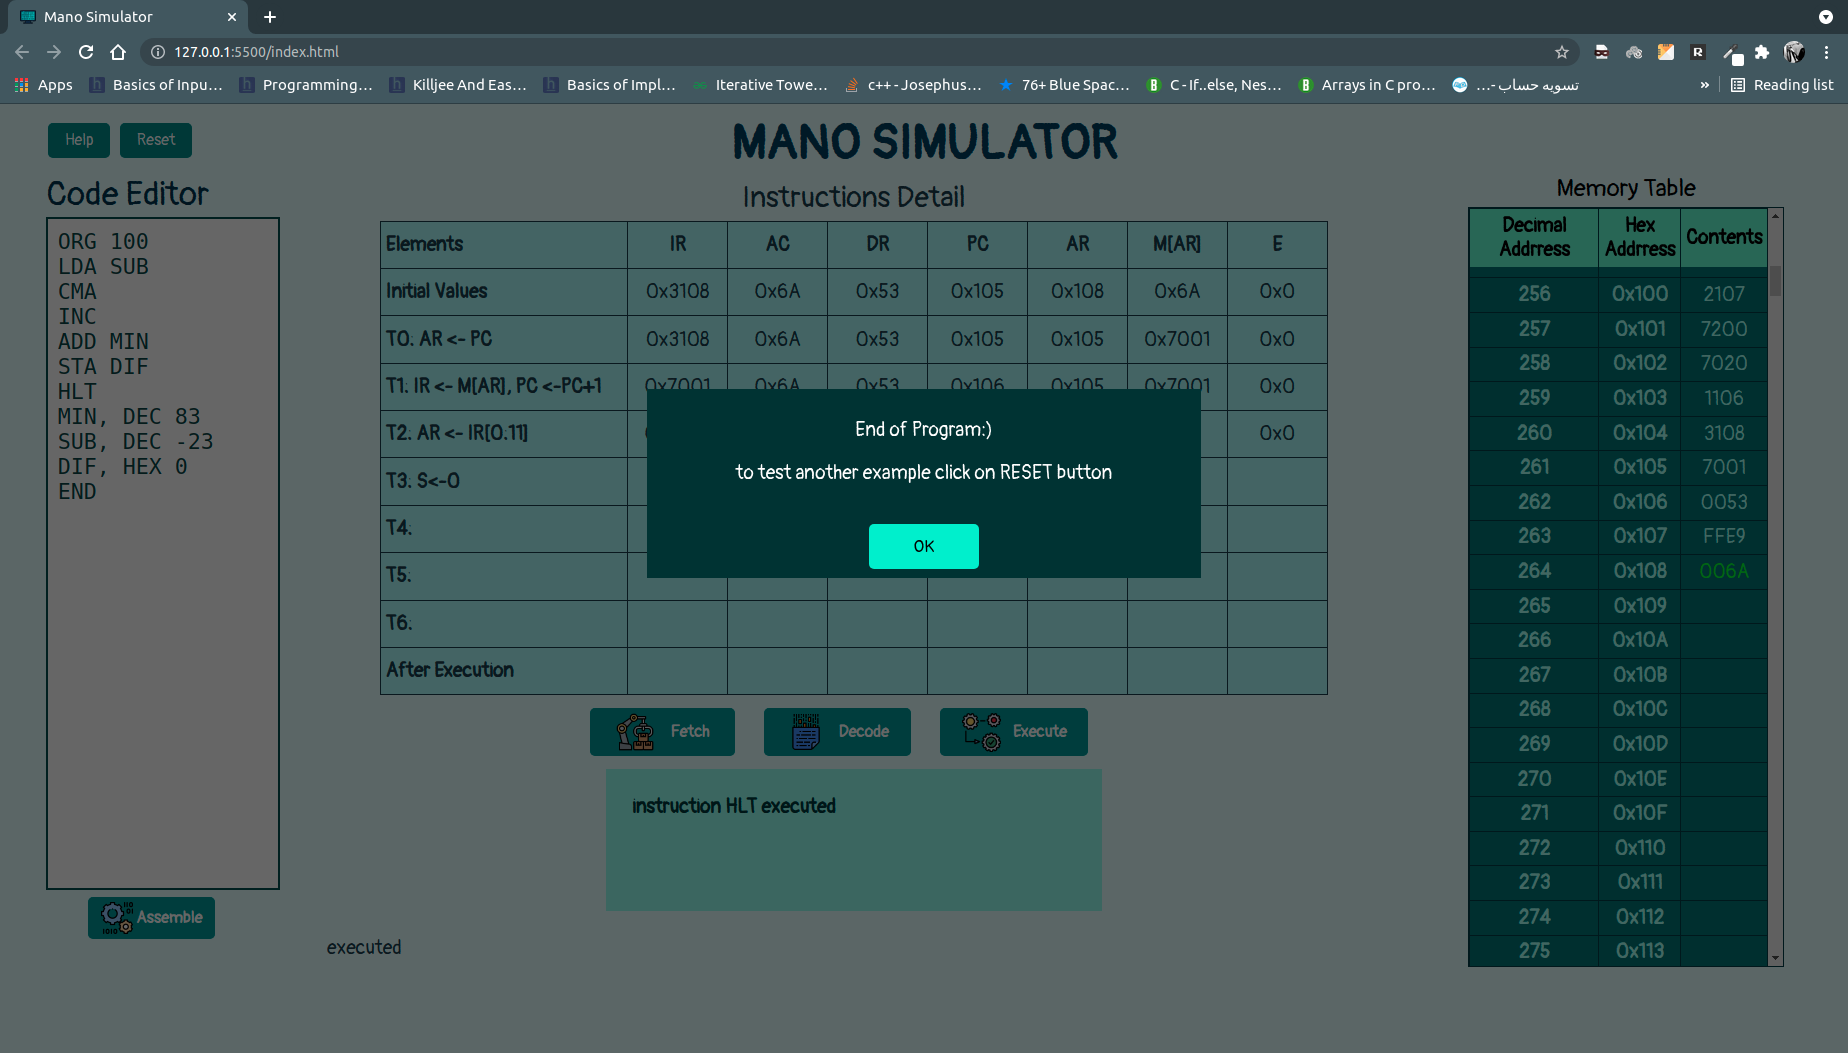 Mano Simulator
127.0.0.1:5500/index.html
Apps
Basics of Inpu...
Programming...
Killjee And Eas...
Basics of Impl...
Iterative Towe...
c++ - Josephus...
76+ Blue Spac...
C - If..else, Nes...
Arrays in C pro...
تسویه حساب -...
»
Reading list
Help
Reset
MANO SIMULATOR
Code Editor
ORG 100
LDA SUB
CMA
INC
ADD MIN
STA DIF
HLT
MIN, DEC 83
SUB, DEC -23
DIF, HEX 0
END
Assemble
executed
Instructions Detail
Elements IR AC DR PC AR M[AR] E
Initial Values 0x3108 0x6A 0x53 0x105 0x108 0x6A 0x0
T0: AR <- PC 0x3108 0x6A 0x53 0x105 0x105 0x7001 0x0
T1: IR <- M[AR], PC <-PC+1 0x7001 0x6A 0x53 0x106 0x105 0x7001 0x0
T2: AR <- IR[0:11] 0x0
T3: S<-0
T4:
T5:
T6:
After Execution
End of Program:)
to test another example click on RESET button
OK
Fetch
Decode
Execute
instruction HLT executed
Memory Table
Decimal Addrress Hex Addrress Contents
256 0x100 2107
257 0x101 7200
258 0x102 7020
259 0x103 1106
260 0x104 3108
261 0x105 7001
262 0x106 0053
263 0x107 FFE9
264 0x108 006A
265 0x109
266 0x10A
267 0x10B
268 0x10C
269 0x10D
270 0x10E
271 0x10F
272 0x110
273 0x111
274 0x112
275 0x113